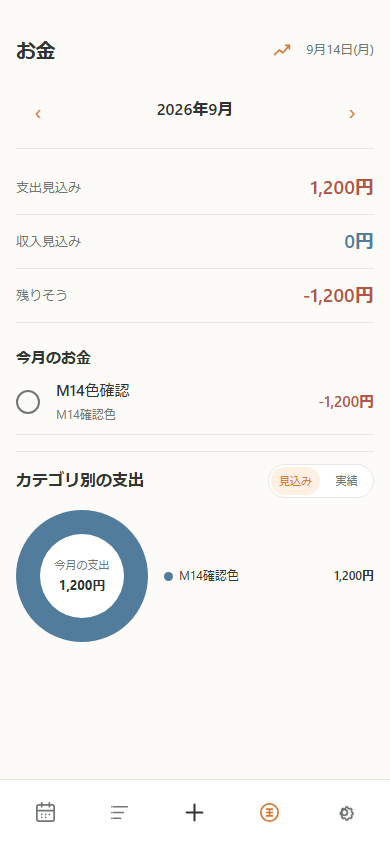 お金
9月14日(月)
‹ 2026年9月 ›
支出見込み 1,200円
収入見込み 0円
残りそう -1,200円
今月のお金
M14色確認
M14確認色
-1,200円
カテゴリ別の支出
見込み 実績
今月の支出
1,200円
M14確認色 1,200円